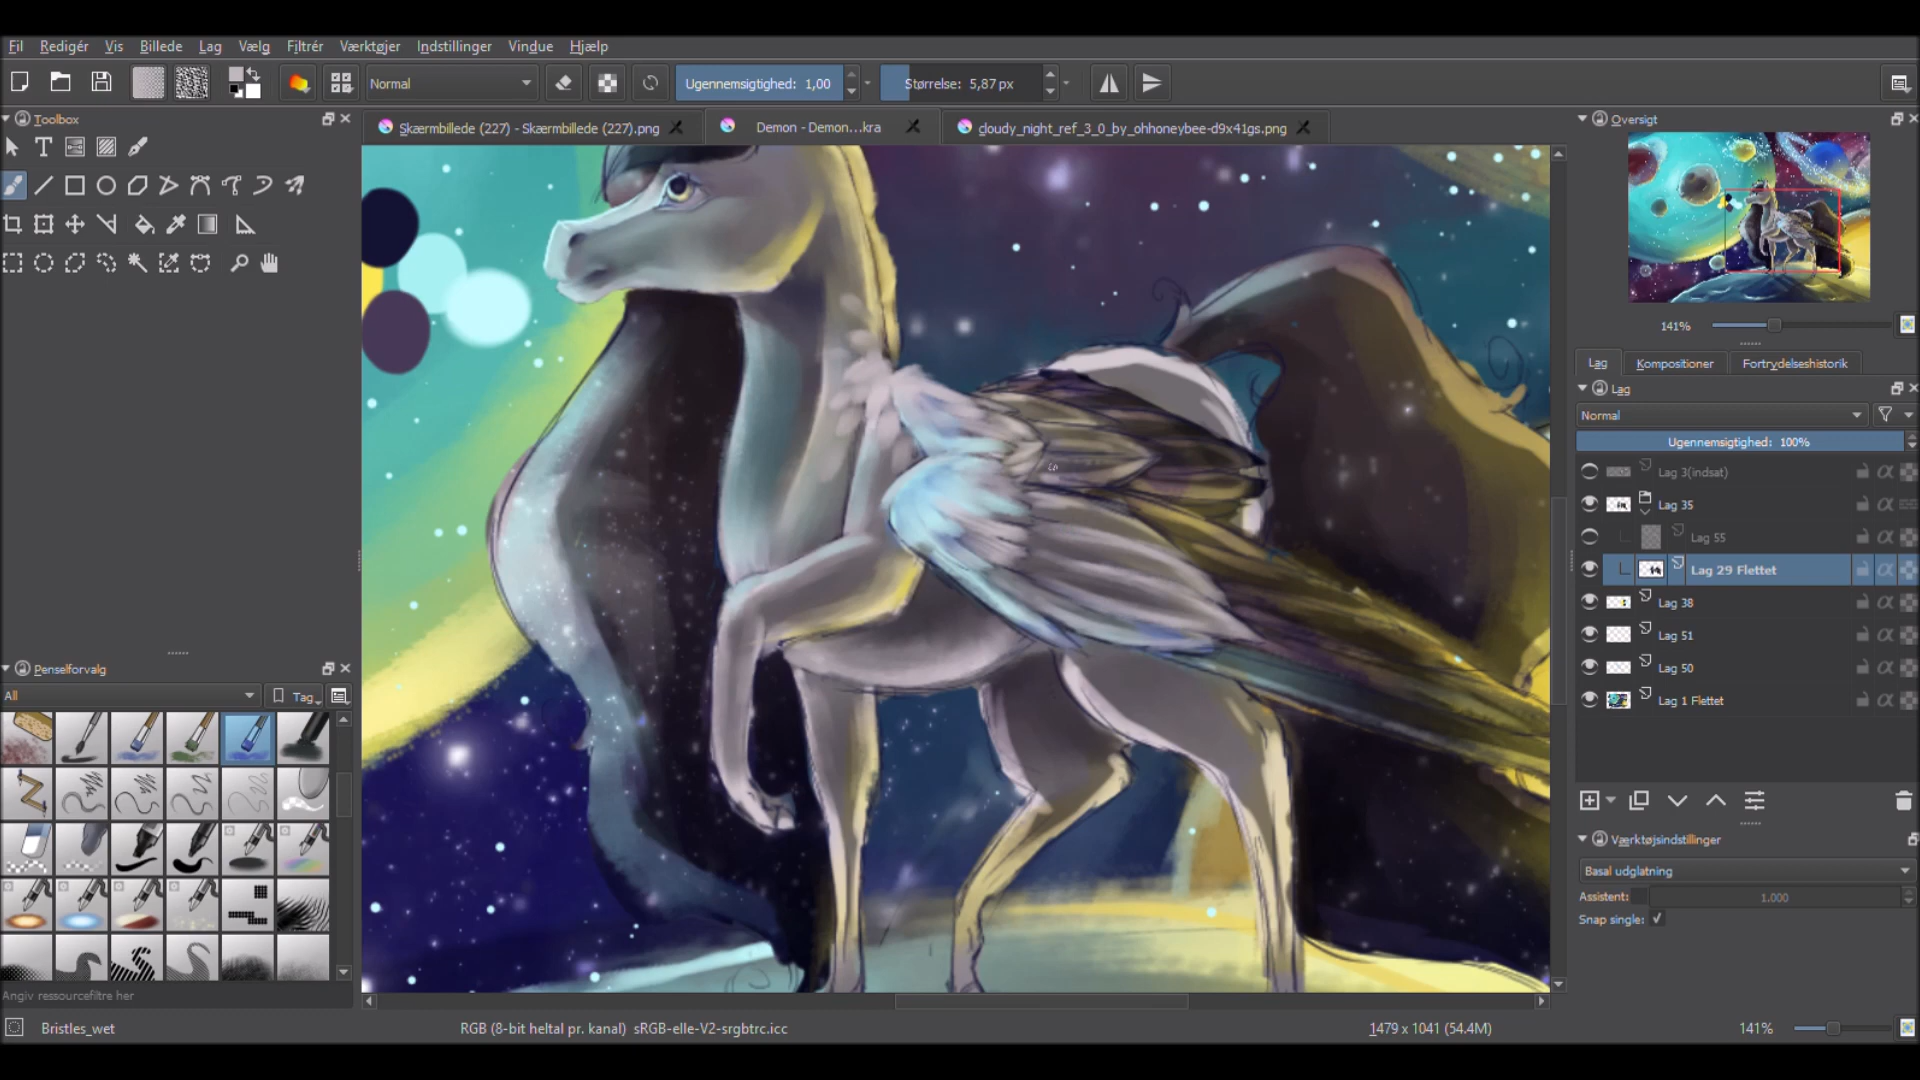 Fil Redigér Vis Billede Lag Vælg Filtrér Værktøjer Indstillinger Vindue Hjælp
Normal
Ugennemsigtighed: 1,00
Størrelse: 5,87 px
Toolbox
Skærmbillede (227) - Skærmbillede (227).png
Demon - Demon...kra
cloudy_night_ref_3_0_by_ohhoneybee-d9x41gs.png
Oversigt
141%
Lag Kompositioner Fortrydelseshistorik
Lag
Normal
Ugennemsigtighed: 100%
Lag 3(indsat)
Lag 35
Lag 55
Lag 29 Flettet
Lag 38
Lag 51
Lag 50
Lag 1 Flettet
Værktøjsindstillinger
Basal udglatning
Assistent: 1.000
Snap single:
Penselforvalg
All
Tag
Angiv ressourcefiltre her
Bristles_wet
RGB (8-bit heltal pr. kanal) sRGB-elle-V2-srgbtrc.icc
1479 x 1041 (54.4M)
141%